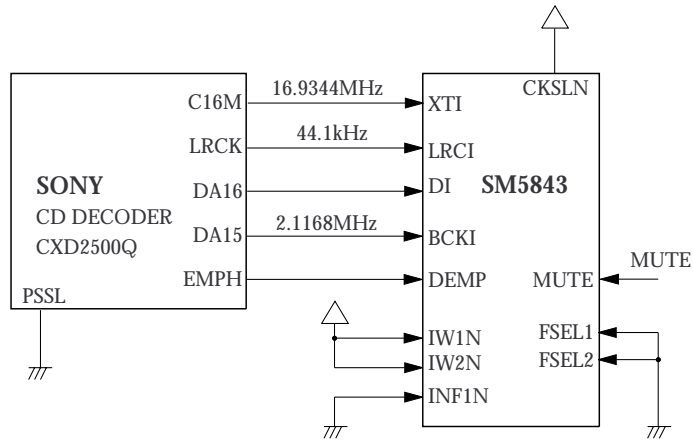 CKSLN
C16M
16.9344MHz
XTI
LRCK
44.1kHz
LRCI
SONY
DA16
DI
SM5843
CD DECODER
DA15
2.1168MHz
BCKI
CXD2500Q
EMPH
DEMP
MUTE
MUTE
PSSL
IW1N
FSEL1
IW2N
FSEL2
INF1N